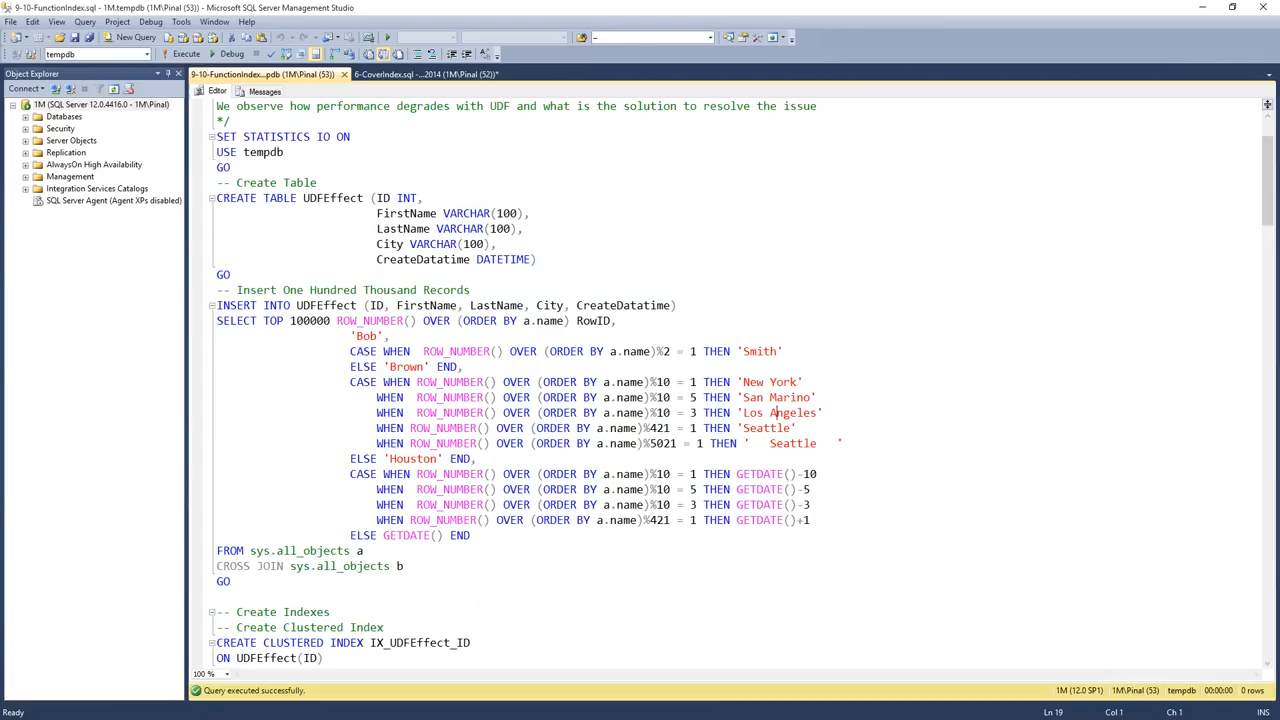 9-10-FunctionIndex.sql - 1M.tempdb (1M\Pinal (53)) - Microsoft SQL Server Management Studio
File Edit View Query Project Debug Tools Window Help
New Query
tempdb Execute Debug
Object Explorer
9-10-FunctionIndex...pdb (1M\Pinal (53)) 6-CoverIndex.sql -...2014 (1M\Pinal (52))*
Connect
Editor Messages
1M (SQL Server 12.0.4416.0 - 1M\Pinal)
Databases
Security
Server Objects
Replication
AlwaysOn High Availability
Management
Integration Services Catalogs
SQL Server Agent (Agent XPs disabled)
We observe how performance degrades with UDF and what is the solution to resolve the issue
*/
SET STATISTICS IO ON
USE tempdb
GO
-- Create Table
CREATE TABLE UDFEffect (ID INT,
FirstName VARCHAR(100),
LastName VARCHAR(100),
City VARCHAR(100),
CreateDatatime DATETIME)
GO
-- Insert One Hundred Thousand Records
INSERT INTO UDFEffect (ID, FirstName, LastName, City, CreateDatatime)
SELECT TOP 100000 ROW_NUMBER() OVER (ORDER BY a.name) RowID,
'Bob',
CASE WHEN  ROW_NUMBER() OVER (ORDER BY a.name)%2 = 1 THEN 'Smith'
ELSE 'Brown' END,
CASE WHEN ROW_NUMBER() OVER (ORDER BY a.name)%10 = 1 THEN 'New York'
WHEN  ROW_NUMBER() OVER (ORDER BY a.name)%10 = 5 THEN 'San Marino'
WHEN  ROW_NUMBER() OVER (ORDER BY a.name)%10 = 3 THEN 'Los Angeles'
WHEN ROW_NUMBER() OVER (ORDER BY a.name)%421 = 1 THEN 'Seattle'
WHEN ROW_NUMBER() OVER (ORDER BY a.name)%5021 = 1 THEN '   Seattle   '
ELSE 'Houston' END,
CASE WHEN ROW_NUMBER() OVER (ORDER BY a.name)%10 = 1 THEN GETDATE()-10
WHEN  ROW_NUMBER() OVER (ORDER BY a.name)%10 = 5 THEN GETDATE()-5
WHEN  ROW_NUMBER() OVER (ORDER BY a.name)%10 = 3 THEN GETDATE()-3
WHEN ROW_NUMBER() OVER (ORDER BY a.name)%421 = 1 THEN GETDATE()+1
ELSE GETDATE() END
FROM sys.all_objects a
CROSS JOIN sys.all_objects b
GO
-- Create Indexes
-- Create Clustered Index
CREATE CLUSTERED INDEX IX_UDFEffect_ID
ON UDFEffect(ID)
100 %
Query executed successfully. 1M (12.0 SP1) 1M\Pinal (53) tempdb 00:00:00 0 rows
Ready Ln 19 Col 1 Ch 1 INS